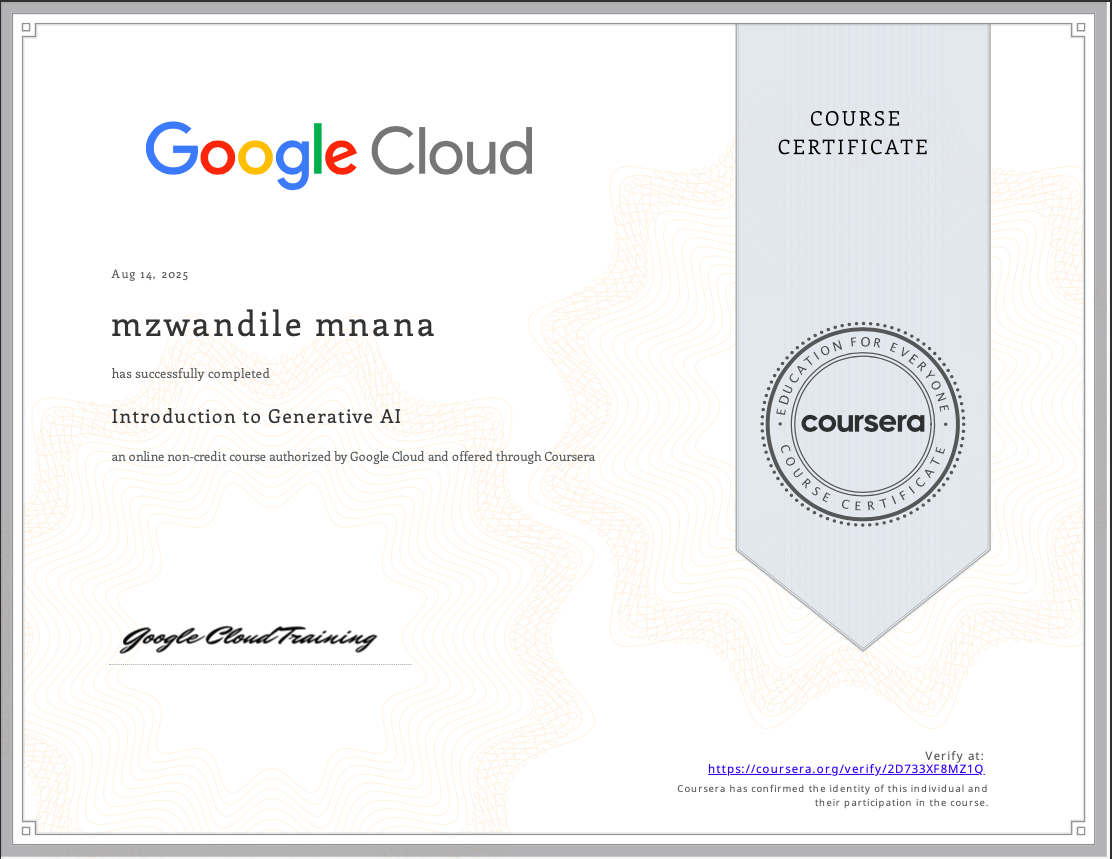 Google Cloud
COURSE
CERTIFICATE
Aug 14, 2025
mzwandile mnana
has successfully completed
Introduction to Generative AI
an online non-credit course authorized by Google Cloud and offered through Coursera
EDUCATION FOR EVERYONE
coursera
COURSE CERTIFICATE
Google Cloud Training
Verify at:
https://coursera.org/verify/2D733XF8MZ1Q
Coursera has confirmed the identity of this individual and
their participation in the course.